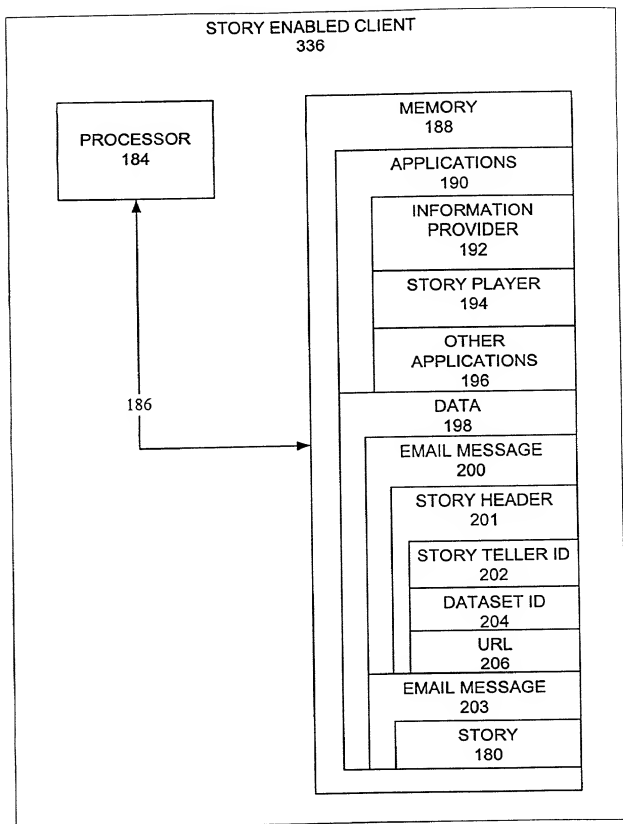 STORY ENABLED CLIENT
336
PROCESSOR
184
186
MEMORY
188
APPLICATIONS
190
INFORMATION
PROVIDER
192
STORY PLAYER
194
OTHER
APPLICATIONS
196
DATA
198
EMAIL MESSAGE
200
STORY HEADER
201
STORY TELLER ID
202
DATASET ID
204
URL
206
EMAIL MESSAGE
203
STORY
180